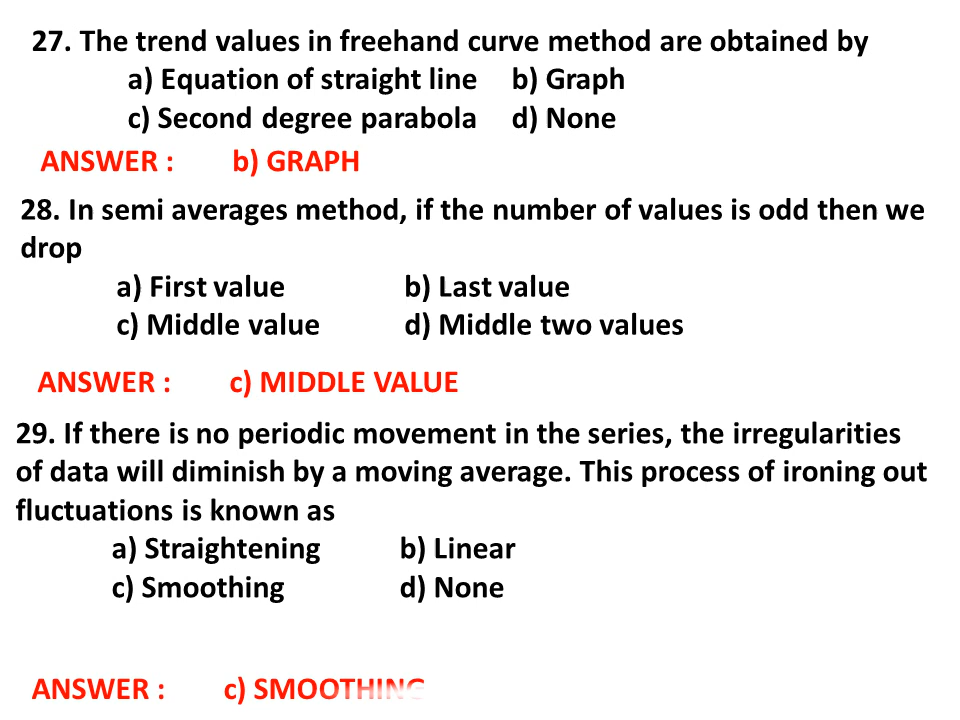 27. The trend values in freehand curve method are obtained by
a) Equation of straight line b) Graph
c) Second degree parabola d) None
ANSWER : b) GRAPH
28. In semi averages method, if the number of values is odd then we
drop
a) First value b) Last value
c) Middle value d) Middle two values
ANSWER : c) MIDDLE VALUE
29. If there is no periodic movement in the series, the irregularities
of data will diminish by a moving average. This process of ironing out
fluctuations is known as
a) Straightening b) Linear
c) Smoothing d) None
ANSWER : c) SMOOTHING